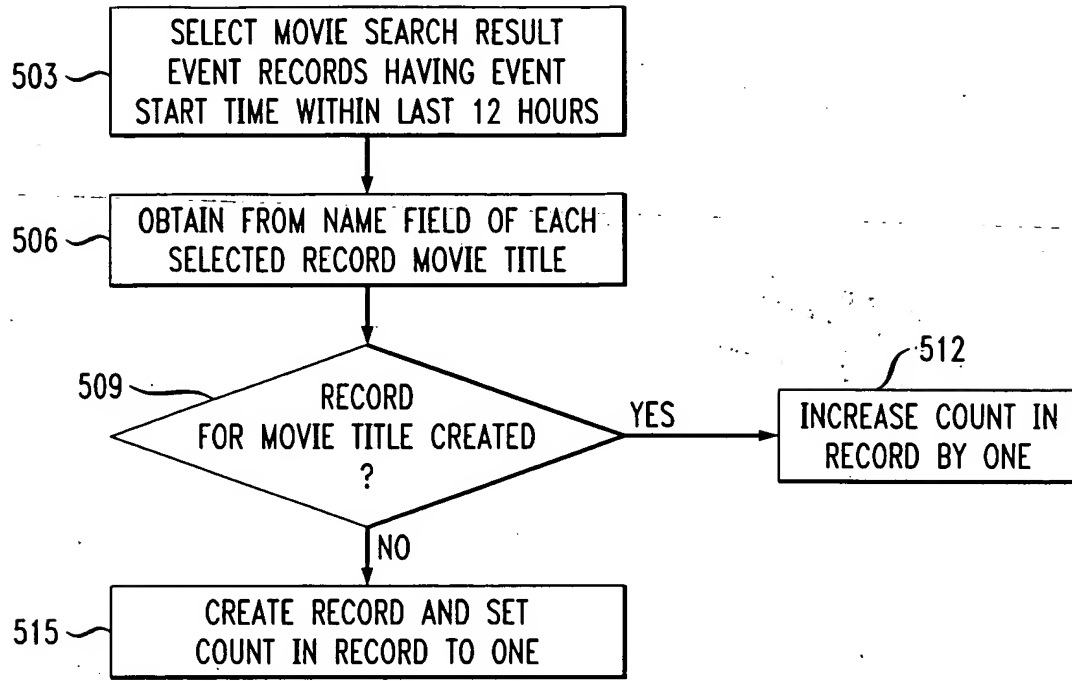 503
SELECT MOVIE SEARCH RESULT
EVENT RECORDS HAVING EVENT
START TIME WITHIN LAST 12 HOURS
506
OBTAIN FROM NAME FIELD OF EACH
SELECTED RECORD MOVIE TITLE
509
RECORD
FOR MOVIE TITLE CREATED
?
YES
512
INCREASE COUNT IN
RECORD BY ONE
NO
515
CREATE RECORD AND SET
COUNT IN RECORD TO ONE